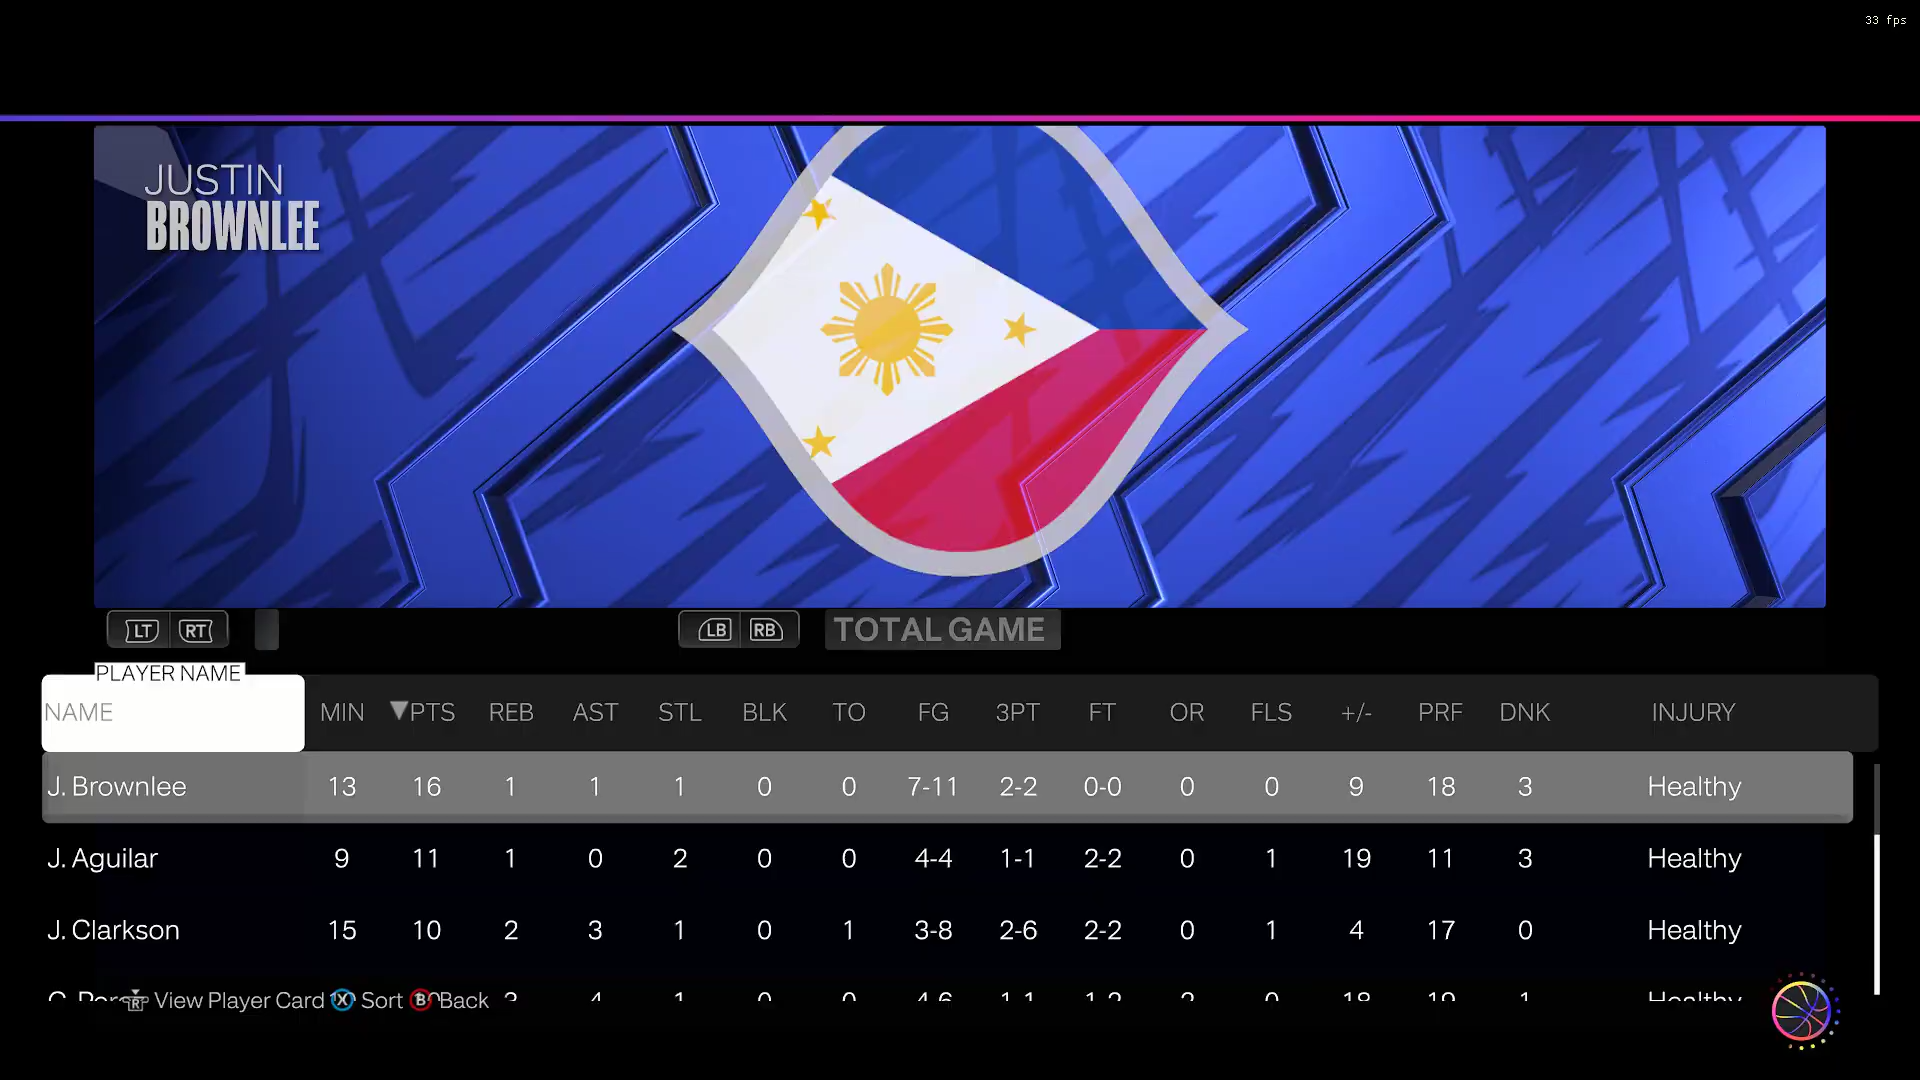 33 fps
JUSTIN
BROWNLEE
LT RT
LB RB TOTAL GAME
PLAYER NAME
NAME MIN ▼PTS REB AST STL BLK TO FG 3PT FT OR FLS +/- PRF DNK INJURY
J. Brownlee 13 16 1 1 1 0 0 7-11 2-2 0-0 0 0 9 18 3 Healthy
J. Aguilar 9 11 1 0 2 0 0 4-4 1-1 2-2 0 1 19 11 3 Healthy
J. Clarkson 15 10 2 3 1 0 1 3-8 2-6 2-2 0 1 4 17 0 Healthy
R View Player Card X Sort B Back